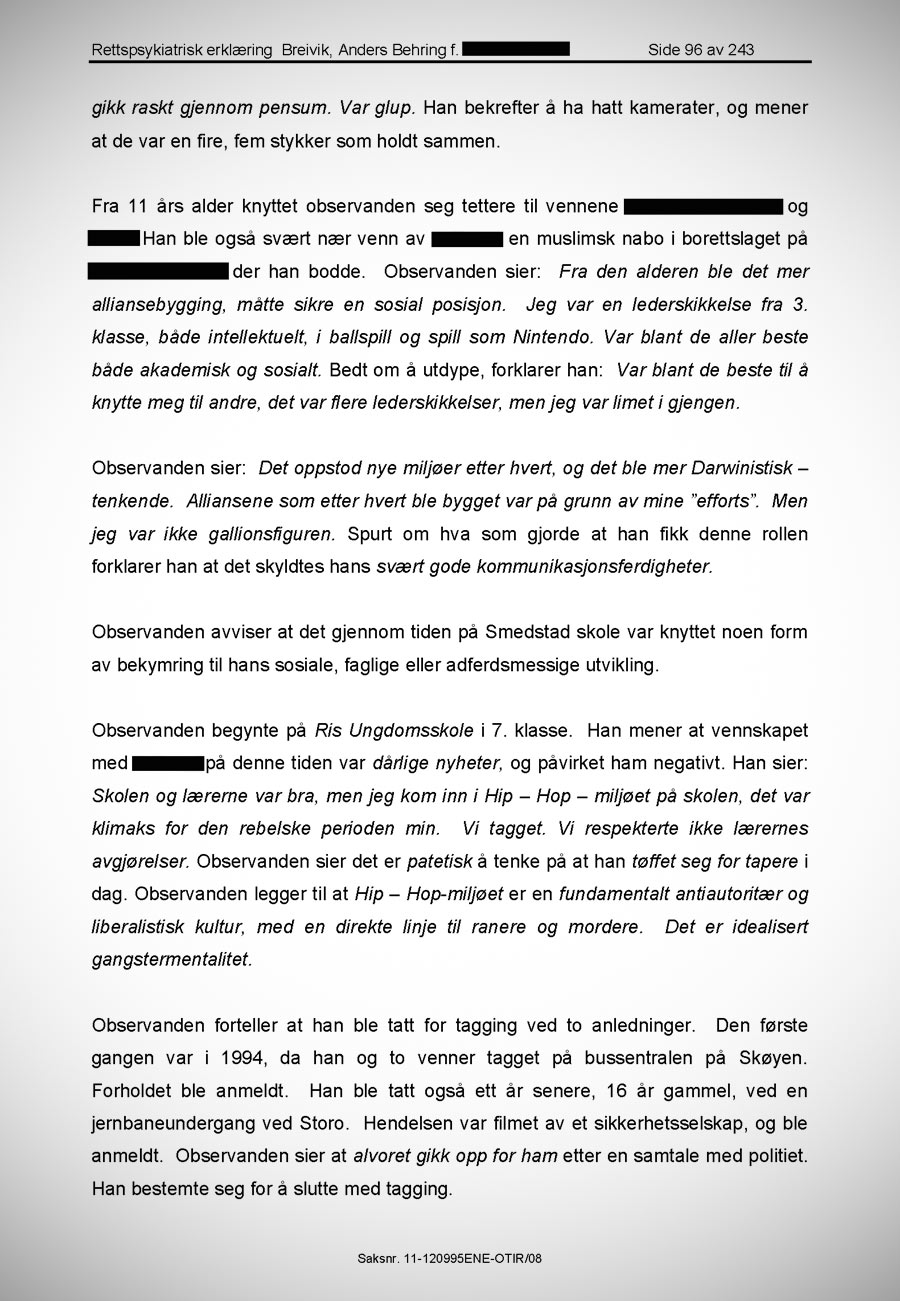 Rettspsykiatrisk erklæring  Breivik, Anders Behring f. Side 96 av 243
gikk raskt gjennom pensum. Var glup. Han bekrefter å ha hatt kamerater, og mener
at de var en fire, fem stykker som holdt sammen.
Fra 11 års alder knyttet observanden seg tettere til vennene og
Han ble også svært nær venn av en muslimsk nabo i borettslaget på
der han bodde.  Observanden sier:  Fra den alderen ble det mer
alliansebygging, måtte sikre en sosial posisjon.  Jeg var en lederskikkelse fra 3.
klasse, både intellektuelt, i ballspill og spill som Nintendo. Var blant de aller beste
både akademisk og sosialt. Bedt om å utdype, forklarer han:  Var blant de beste til å
knytte meg til andre, det var flere lederskikkelser, men jeg var limet i gjengen.
Observanden sier:  Det oppstod nye miljøer etter hvert, og det ble mer Darwinistisk –
tenkende.  Alliansene som etter hvert ble bygget var på grunn av mine ”efforts”.  Men
jeg var ikke gallionsfiguren. Spurt om hva som gjorde at han fikk denne rollen
forklarer han at det skyldtes hans svært gode kommunikasjonsferdigheter.
Observanden avviser at det gjennom tiden på Smedstad skole var knyttet noen form
av bekymring til hans sosiale, faglige eller adferdsmessige utvikling.
Observanden begynte på Ris Ungdomsskole i 7. klasse.  Han mener at vennskapet
med på denne tiden var dårlige nyheter, og påvirket ham negativt. Han sier:
Skolen og lærerne var bra, men jeg kom inn i Hip – Hop – miljøet på skolen, det var
klimaks for den rebelske perioden min.  Vi tagget. Vi respekterte ikke lærernes
avgjørelser. Observanden sier det er patetisk å tenke på at han tøffet seg for tapere i
dag. Observanden legger til at Hip – Hop-miljøet er en fundamentalt antiautoritær og
liberalistisk kultur, med en direkte linje til ranere og mordere.  Det er idealisert
gangstermentalitet.
Observanden forteller at han ble tatt for tagging ved to anledninger.  Den første
gangen var i 1994, da han og to venner tagget på bussentralen på Skøyen.
Forholdet ble anmeldt.  Han ble tatt også ett år senere, 16 år gammel, ved en
jernbaneundergang ved Storo.  Hendelsen var filmet av et sikkerhetsselskap, og ble
anmeldt.  Observanden sier at alvoret gikk opp for ham etter en samtale med politiet.
Han bestemte seg for å slutte med tagging.
Saksnr. 11-120995ENE-OTIR/08